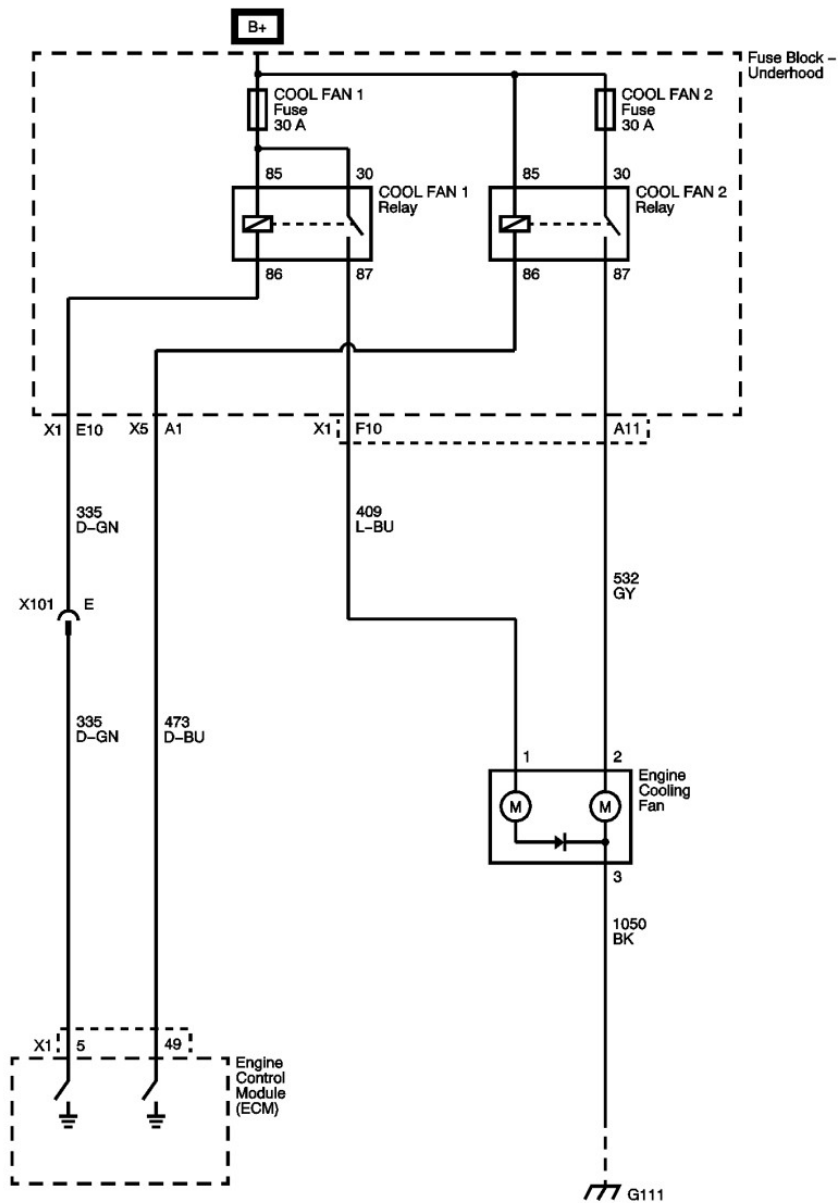 B+
Fuse Block –
Underhood
COOL FAN 1
Fuse
30 A
COOL FAN 2
Fuse
30 A
85
30
85
30
COOL FAN 1
Relay
COOL FAN 2
Relay
86
87
86
87
X1
E10
X5
A1
X1
F10
A11
335
D–GN
409
L–BU
532
GY
X101
E
335
D–GN
473
D–BU
1
2
Engine
Cooling
Fan
M
M
3
1050
BK
X1
5
49
Engine
Control
Module
(ECM)
G111